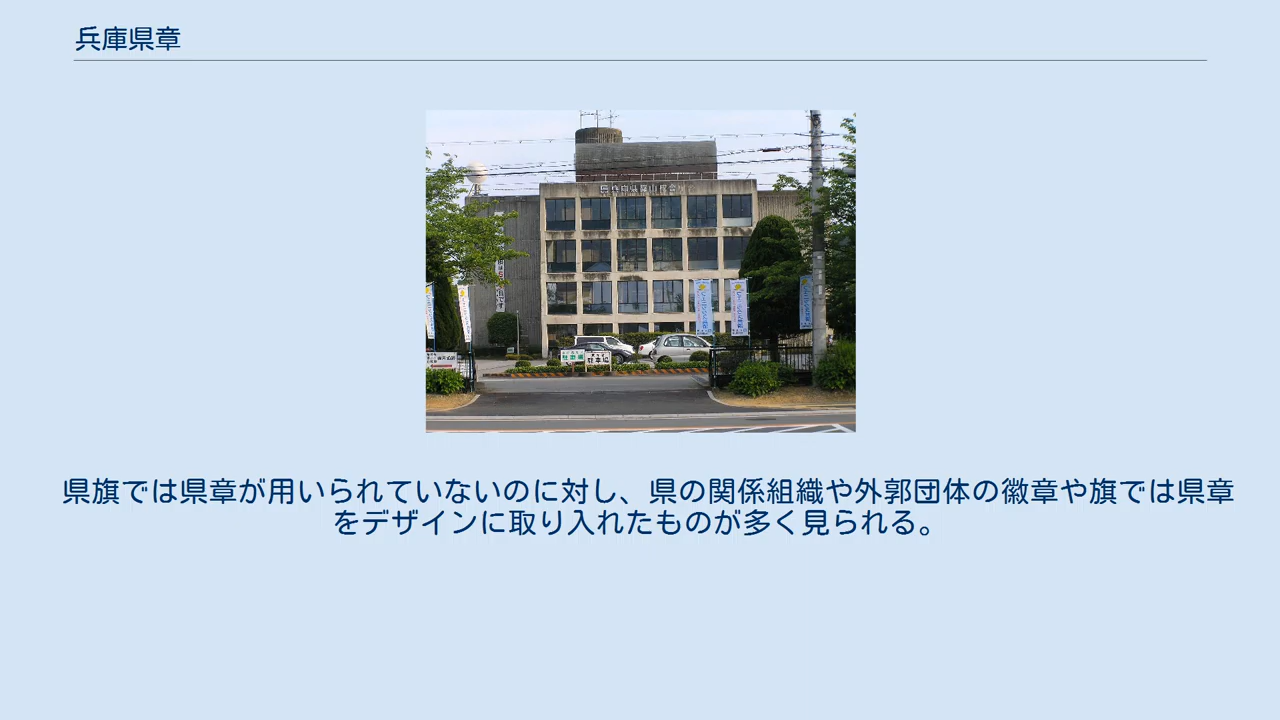 兵庫県章
駐車場
県旗では県章が用いられていないのに対し、県の関係組織や外郭団体の徽章や旗では県章
をデザインに取り入れたものが多く見られる。